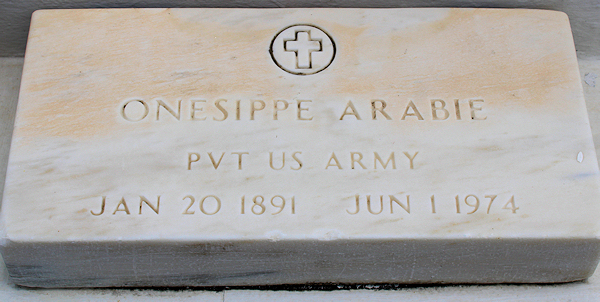 ONESIPPE ARABIE
PVT US ARMY
JAN 20 1891 JUN 1 1974